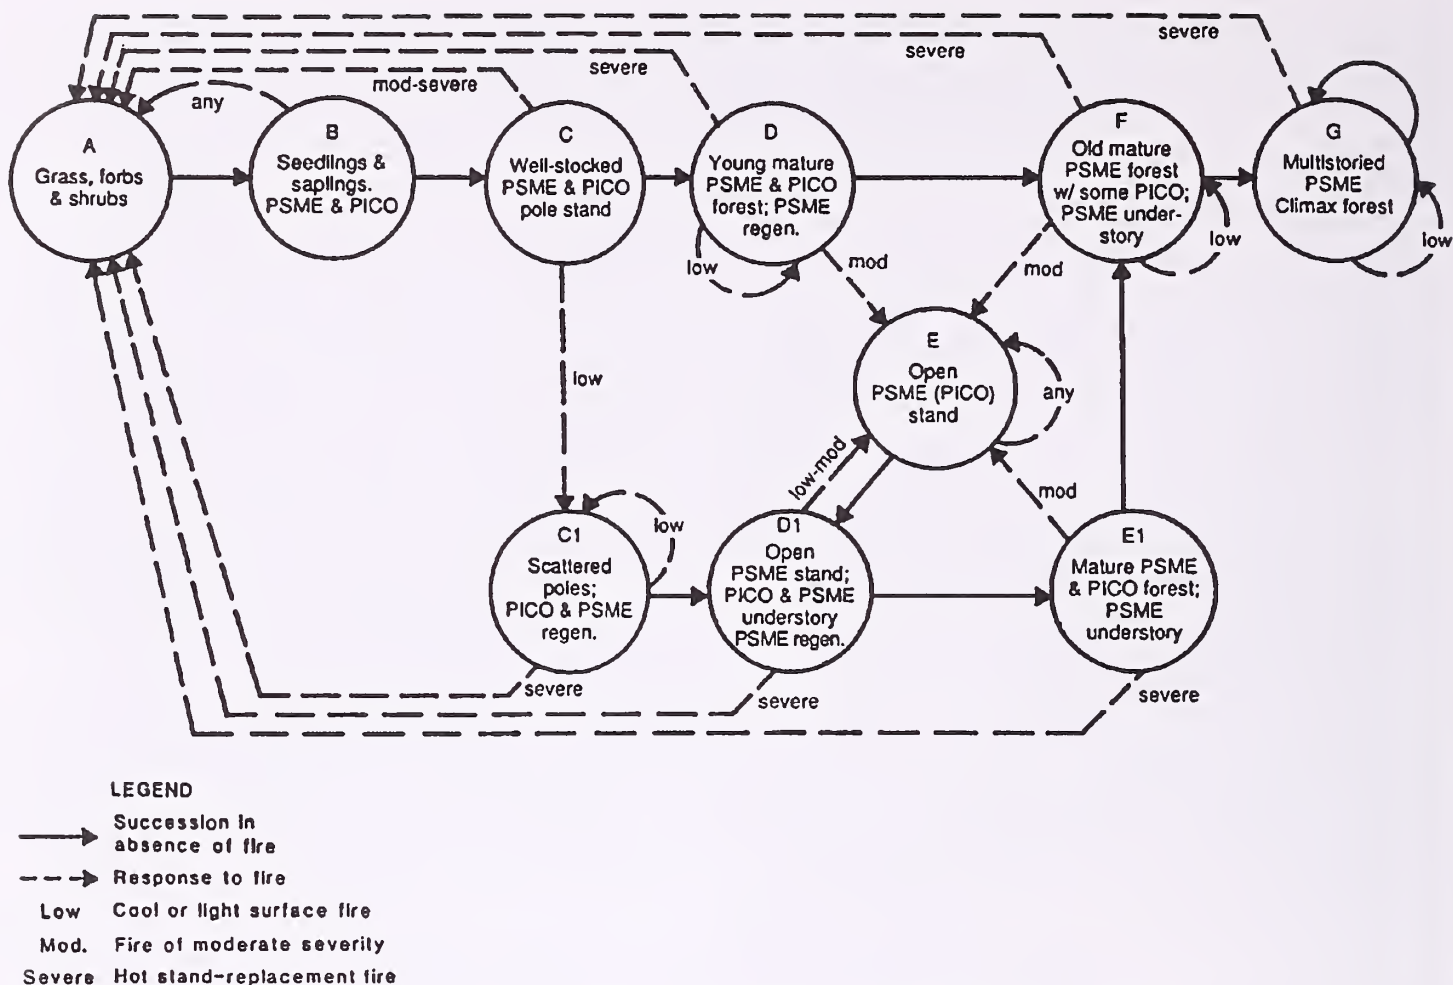 severe
severe
severe
mod-severe
any
A
Grass, forbs
& shrubs
B
Seedlings &
saplings.
PSME & PICO
C
Well-stocked
PSME & PICO
pole stand
D
Young mature
PSME & PICO
forest; PSME
regen.
F
Old mature
PSME forest
w/ some PICO;
PSME under-
story
G
Multistoried
PSME
Climax forest
low
mod
mod
low
low
E
Open
PSME (PICO)
stand
any
low
low-mod
mod
C1
Scattered
poles;
PICO & PSME
regen.
low
D1
Open
PSME stand;
PICO & PSME
understory
PSME regen.
E1
Mature PSME
& PICO forest;
PSME
understory
severe
severe
severe
LEGEND
Succession in
absence of fire
Response to fire
Low Cool or light surface fire
Mod. Fire of moderate severity
Severe Hot stand-replacement fire